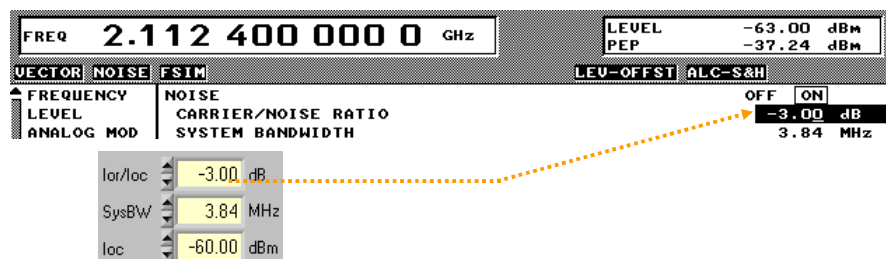 FREQ 2.112 400 000 0 GHz LEVEL -63.00 dBm
PEP -37.24 dBm
VECTOR NOISE FSIM LEV-OFFST ALC-S&H
FREQUENCY NOISE OFF ON
LEVEL CARRIER/NOISE RATIO -3.00 dB
ANALOG MOD SYSTEM BANDWIDTH 3.84 MHz
Ior/Ioc -3.00 dB
SysBW 3.84 MHz
Ioc -60.00 dBm